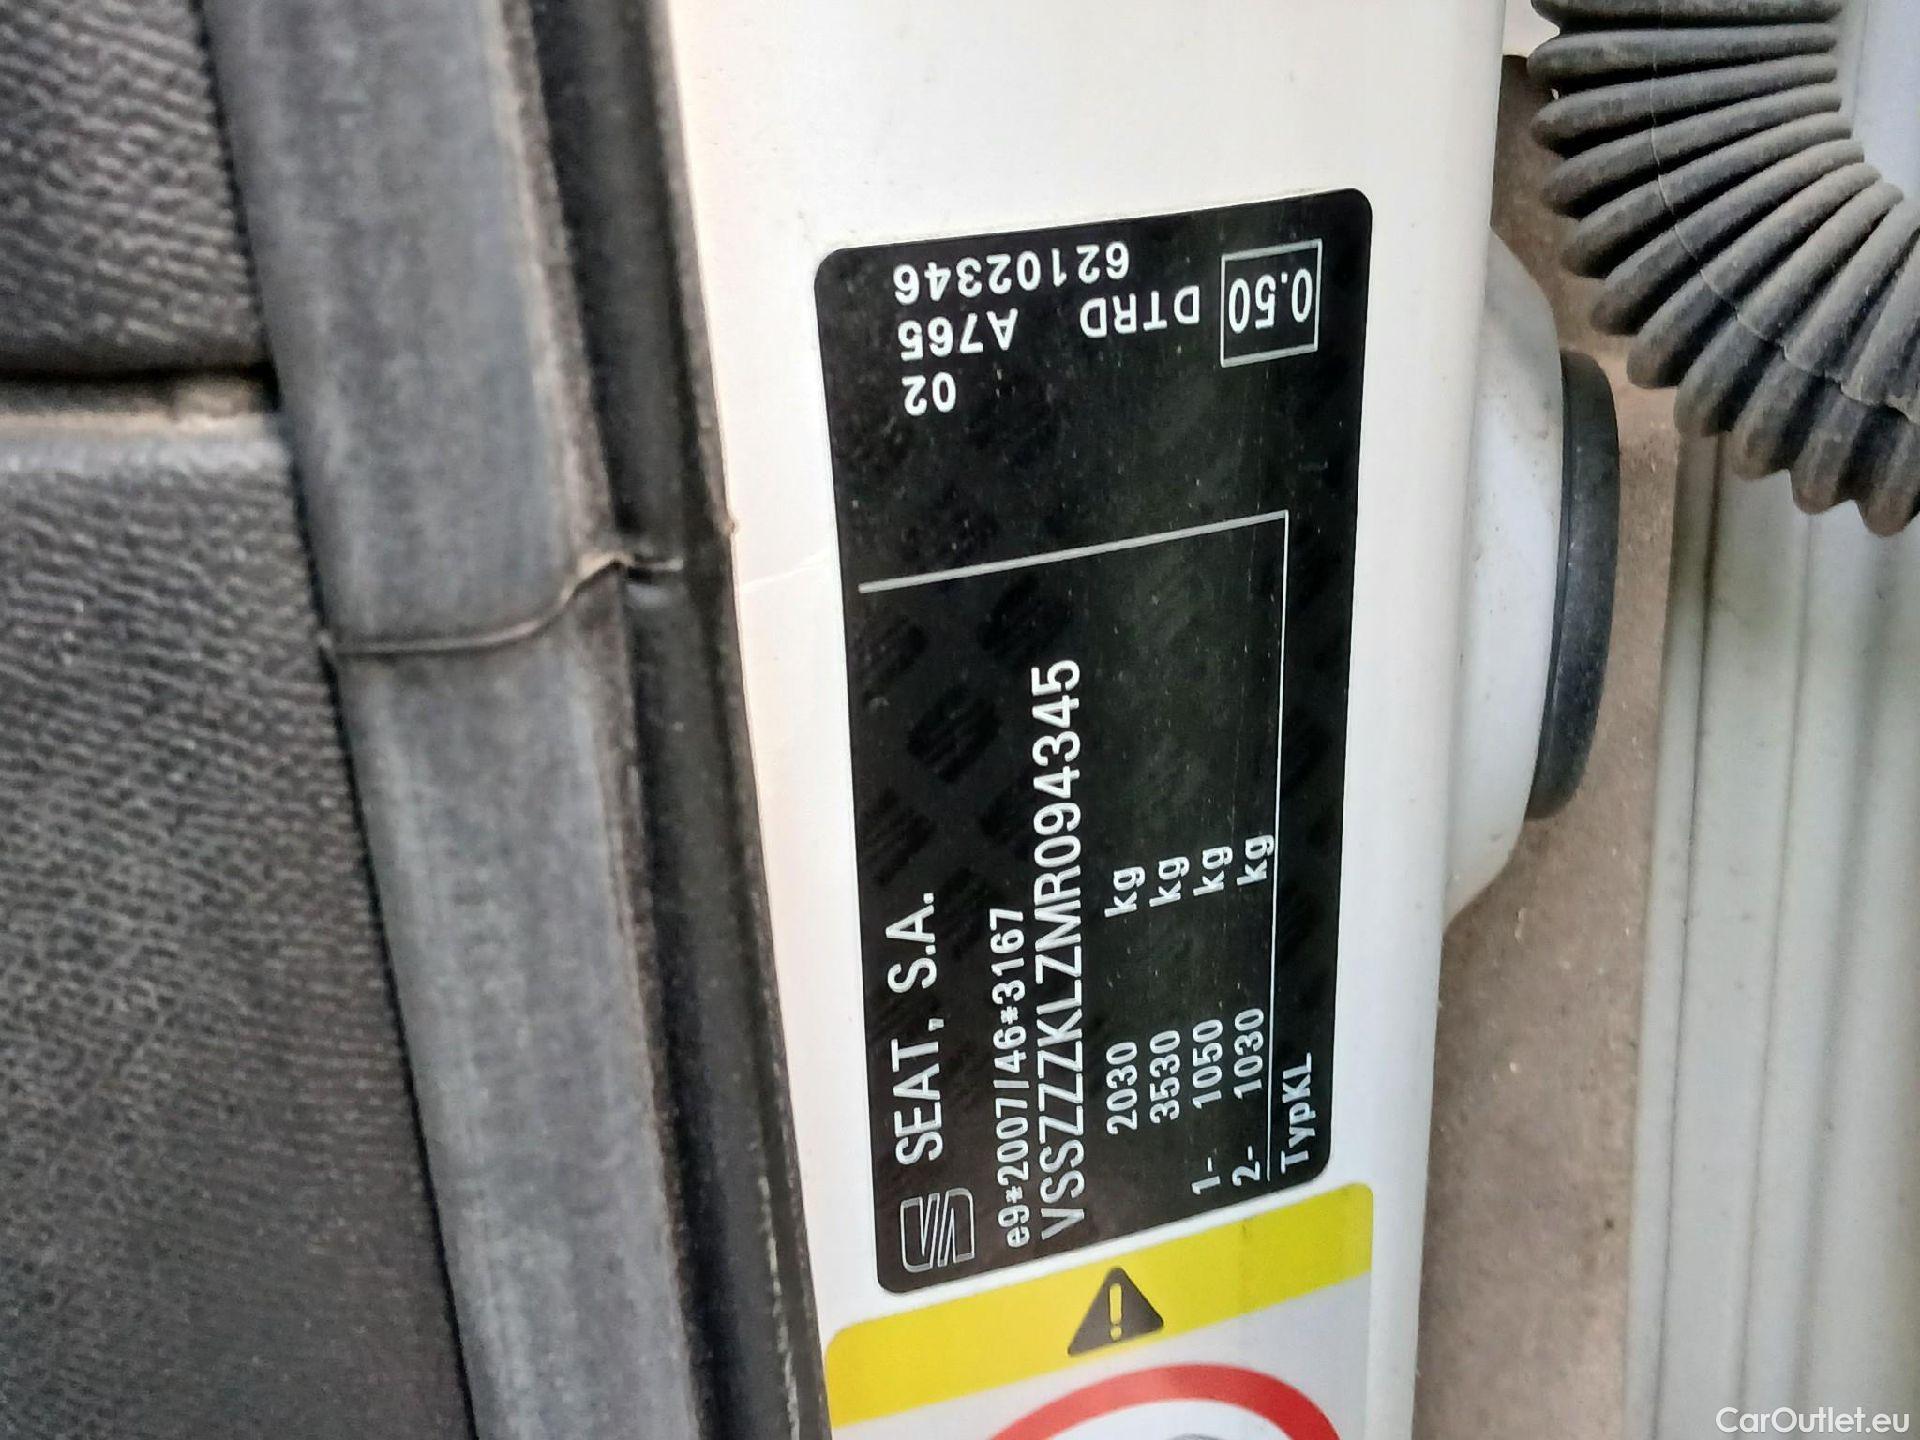 SEAT, S.A.
e9*2007/46*3167
VSSZZZKLZMR094345
2030 kg
3530 kg
1- 1050 kg
2- 1030 kg
TypKL
62102346
02 A765 DTRD
0.50
CarOutlet.eu